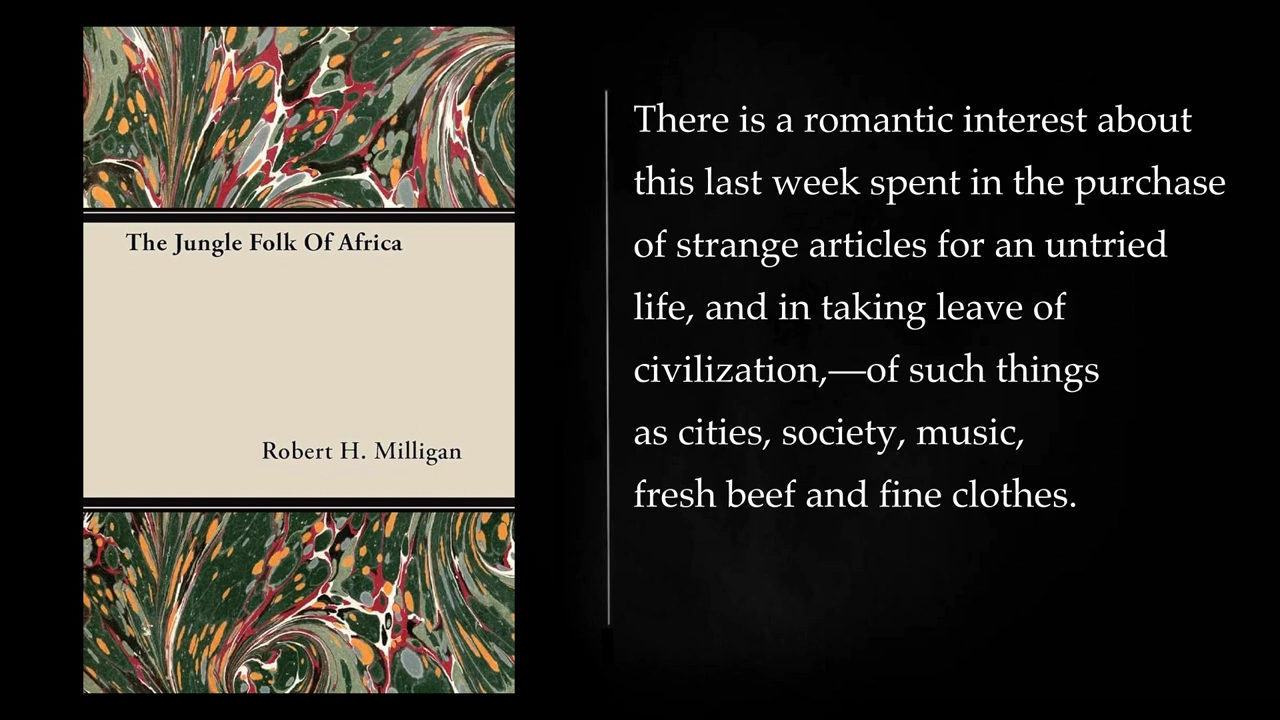 The Jungle Folk Of Africa
Robert H. Milligan
There is a romantic interest about
this last week spent in the purchase
of strange articles for an untried
life, and in taking leave of
civilization,—of such things
as cities, society, music,
fresh beef and fine clothes.